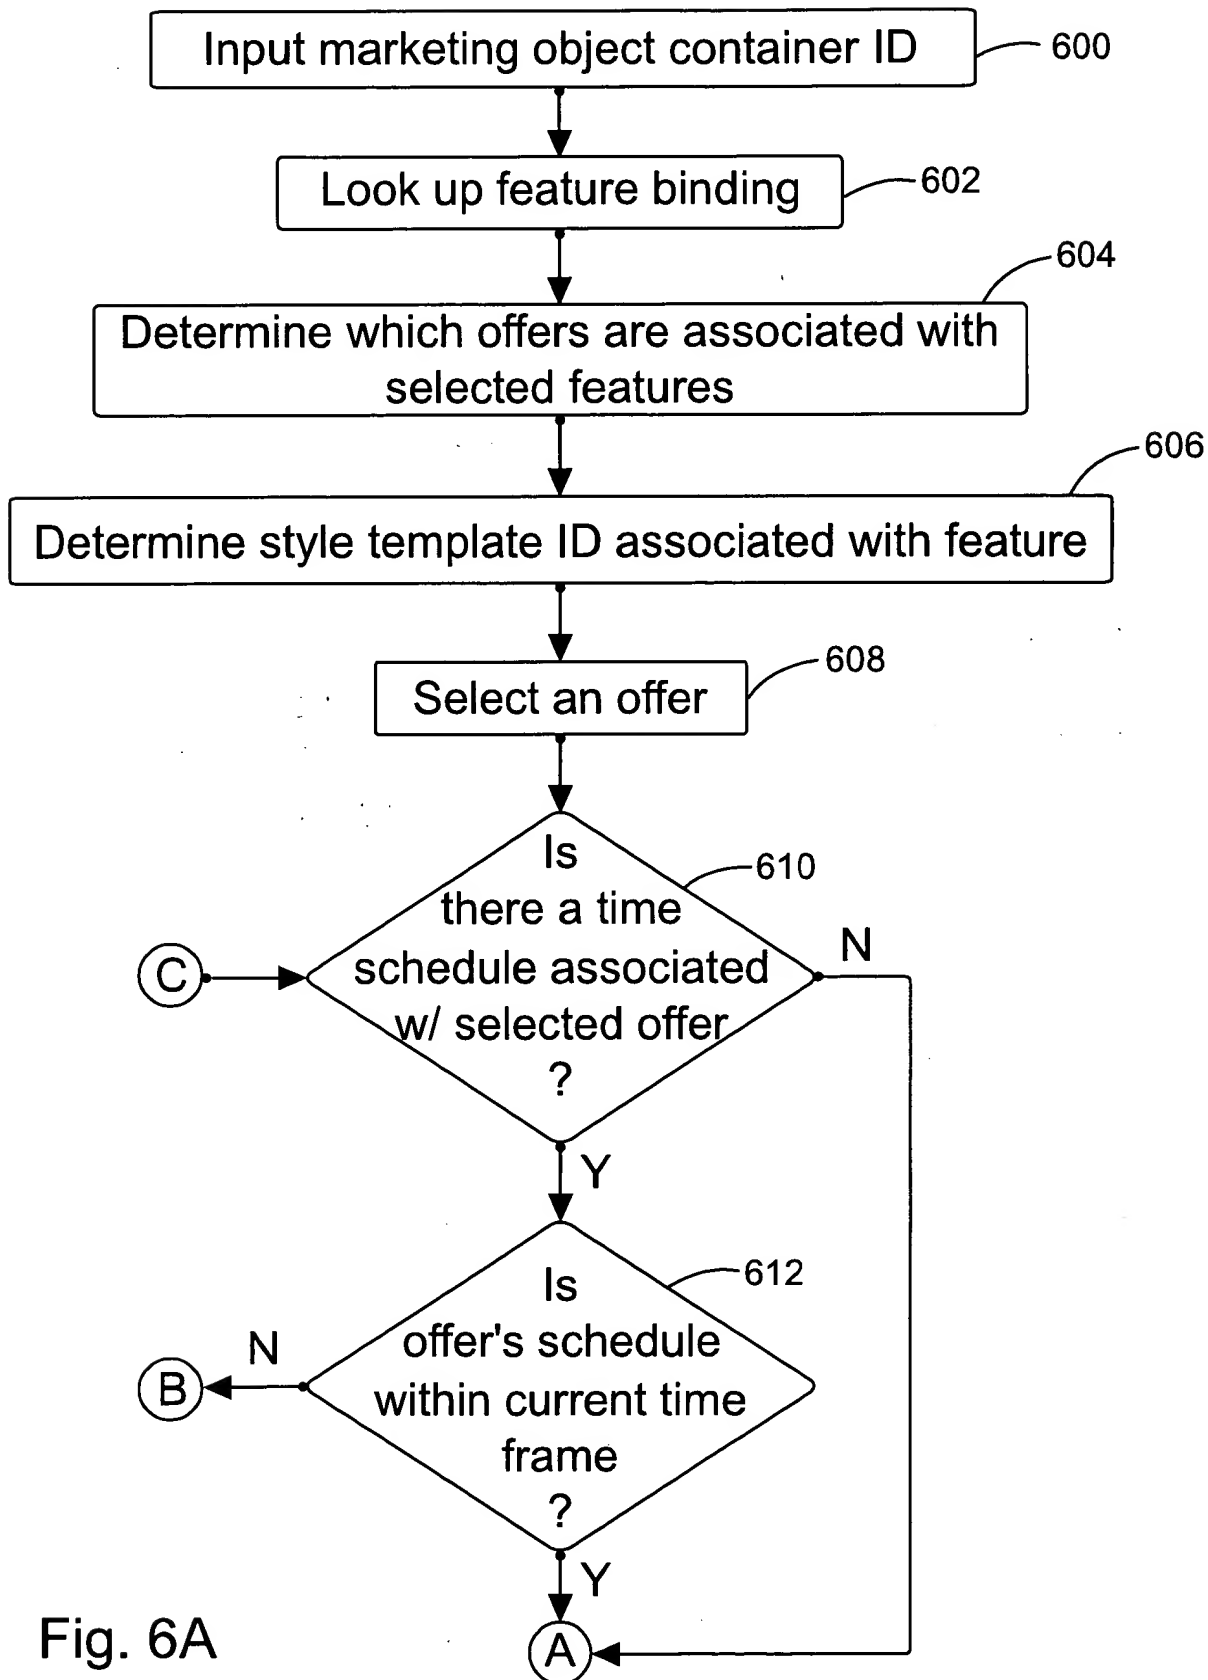 Input marketing object container ID
600
Look up feature binding
602
604
Determine which offers are associated with
selected features
606
Determine style template ID associated with feature
608
Select an offer
Is
610
there a time
N
C
schedule associated
w/ selected offer
?
Y
Is
612
offer's schedule
N
B
within current time
frame
?
Y
Fig. 6A
A